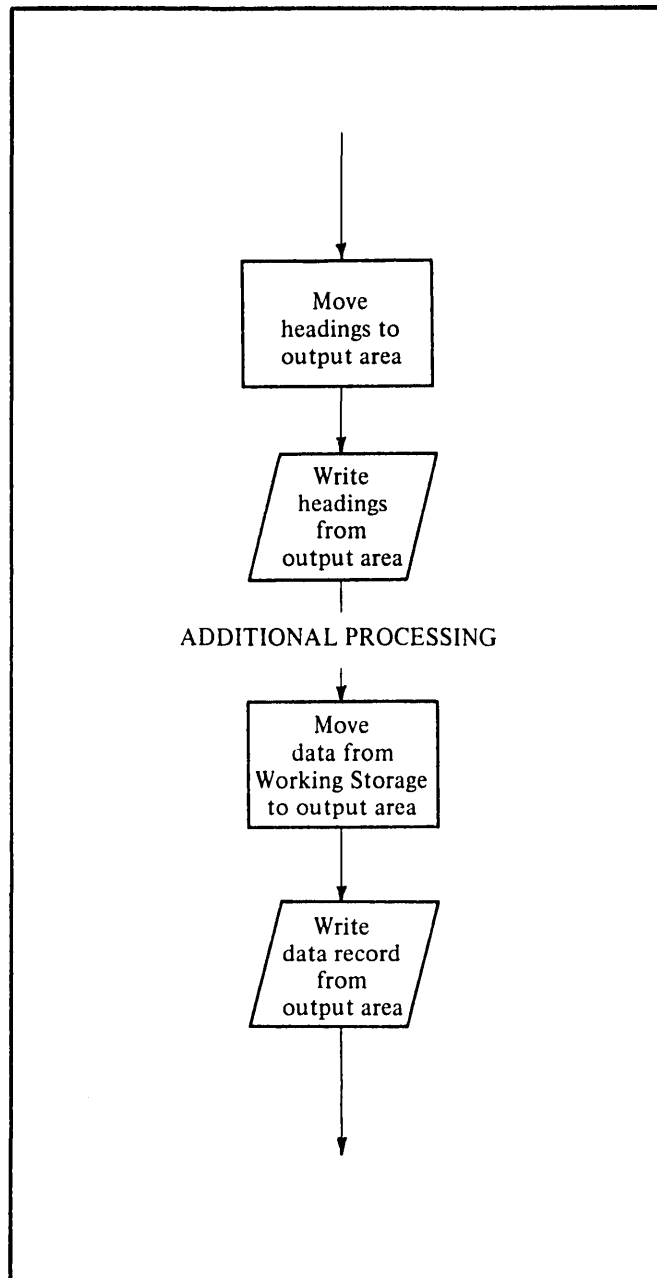 Move
headings to
output area
Write
headings
from
output area
ADDITIONAL PROCESSING
Move
data from
Working Storage
to output area
Write
data record
from
output area